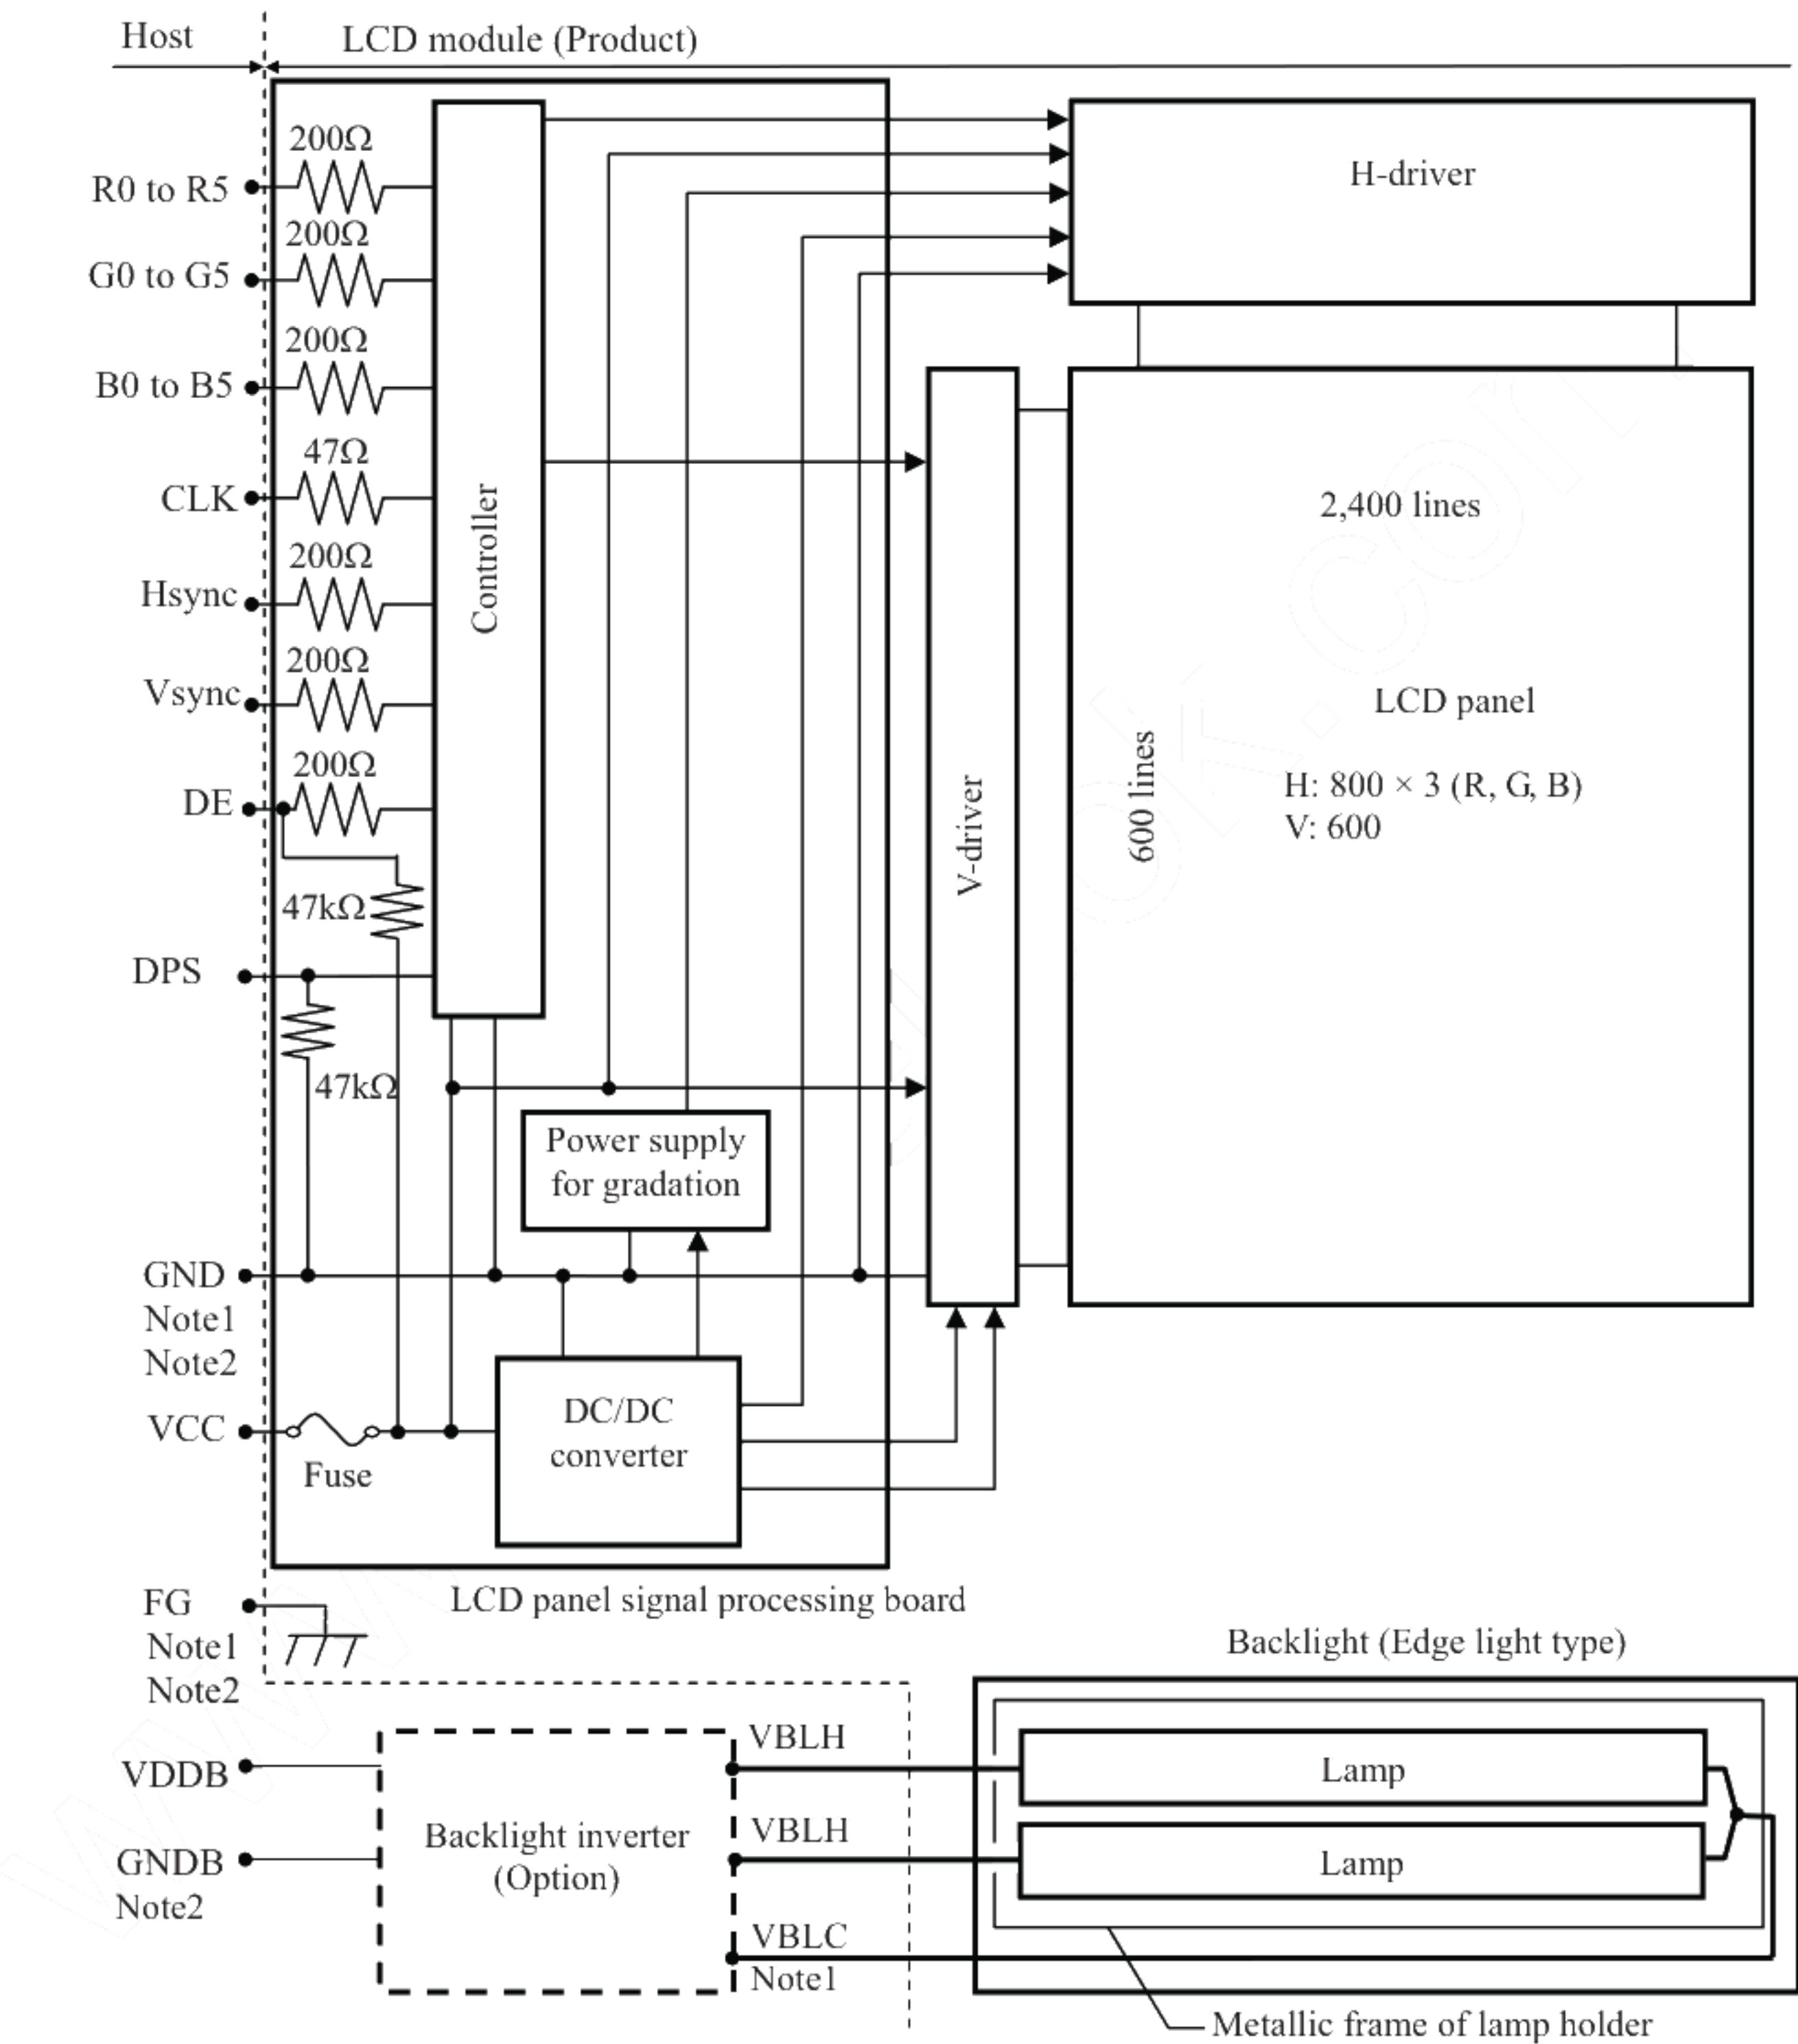 Host
LCD module (Product)
200Ω
R0 to R5
200Ω
G0 to G5
200Ω
B0 to B5
47Ω
CLK
200Ω
Hsync
200Ω
Vsync
200Ω
DE
47kΩ
DPS
47kΩ
Controller
H-driver
V-driver
2,400 lines
600 lines
LCD panel
H: 800 × 3 (R, G, B)
V: 600
Power supply
for gradation
GND
Note1
Note2
VCC
Fuse
DC/DC
converter
LCD panel signal processing board
FG
Note1
Note2
Backlight (Edge light type)
VDDB
GNDB
Note2
Backlight inverter
(Option)
VBLH
VBLH
VBLC
Note1
Lamp
Lamp
Metallic frame of lamp holder